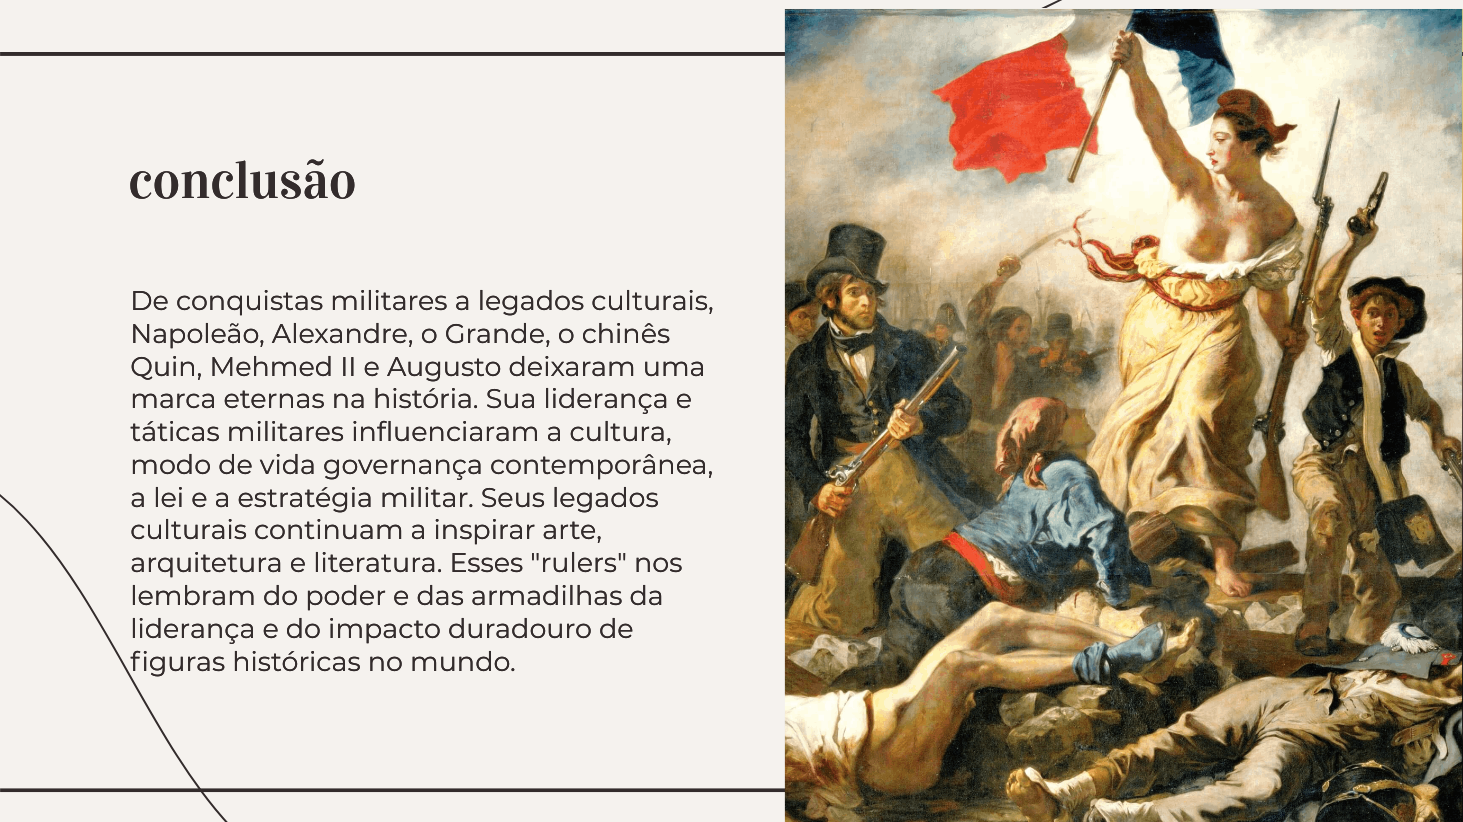 conclusão
De conquistas militares a legados culturais,
Napoleão, Alexandre, o Grande, o chinês
Quin, Mehmed II e Augusto deixaram uma
marca eternas na história. Sua liderança e
táticas militares influenciaram a cultura,
modo de vida governança contemporânea,
a lei e a estratégia militar. Seus legados
culturais continuam a inspirar arte,
arquitetura e literatura. Esses "rulers" nos
lembram do poder e das armadilhas da
liderança e do impacto duradouro de
figuras históricas no mundo.